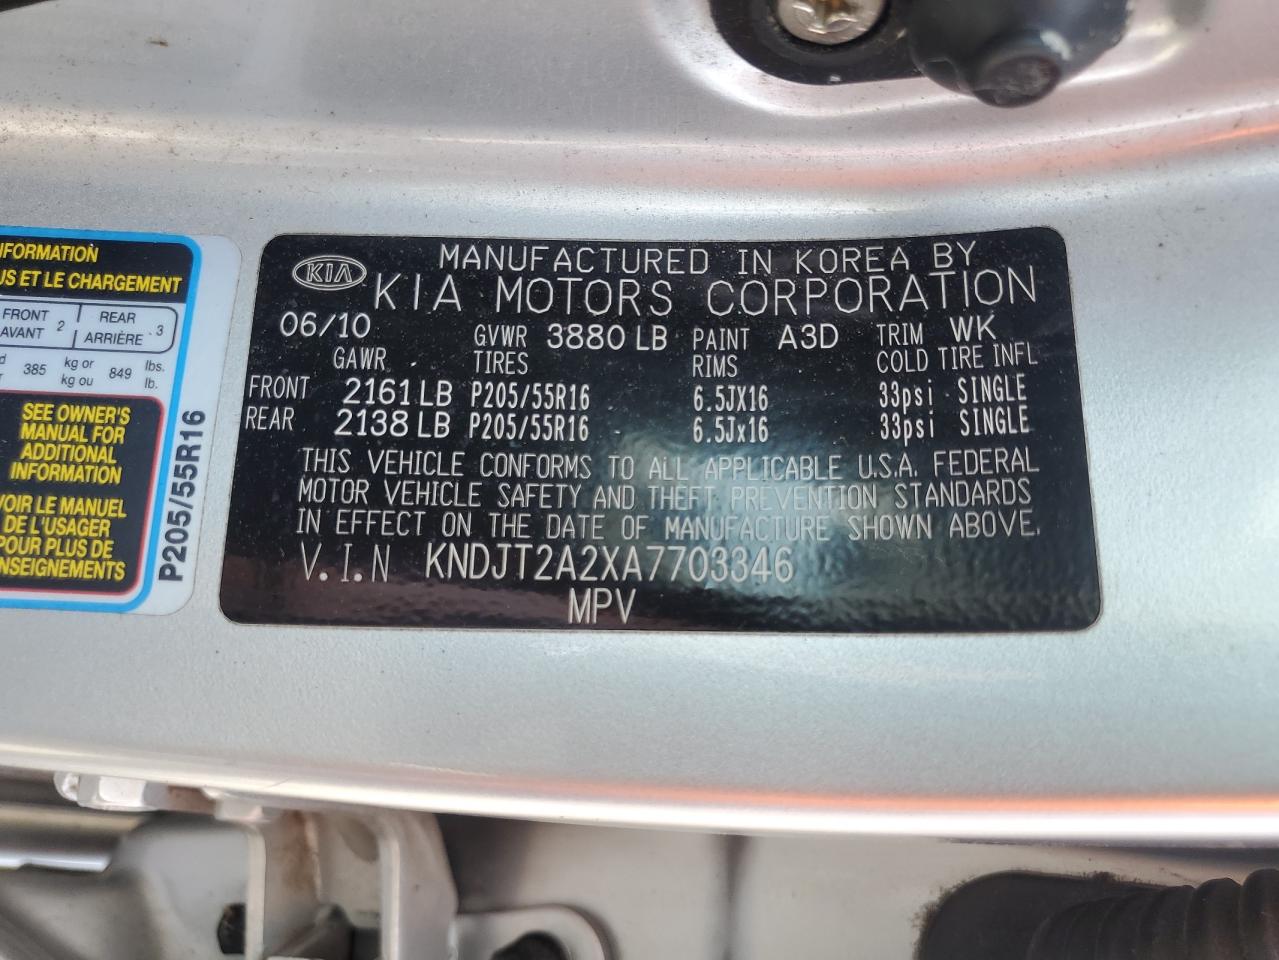 NFORMATION
US ET LE CHARGEMENT
FRONT
AVANT 2
REAR
ARRIÈRE 3
385 kg or kg ou 849 lbs. lb.
SEE OWNER'S
MANUAL FOR
ADDITIONAL
INFORMATION
VOIR LE MANUEL
DE L'USAGER
POUR PLUS DE
NSEIGNEMENTS
P205/55R16
KIA
MANUFACTURED IN KOREA BY
KIA MOTORS CORPORATION
06/10 GVWR 3880 LB PAINT A3D TRIM WK
GAWR TIRES RIMS COLD TIRE INFL
FRONT 2161 LB P205/55R16 6.5JX16 33psi SINGLE
REAR 2138 LB P205/55R16 6.5Jx16 33psi SINGLE
THIS VEHICLE CONFORMS TO ALL APPLICABLE U.S.A. FEDERAL
MOTOR VEHICLE SAFETY AND THEFT PREVENTION STANDARDS
IN EFFECT ON THE DATE OF MANUFACTURE SHOWN ABOVE.
V.I.N KNDJT2A2XA7703346
MPV